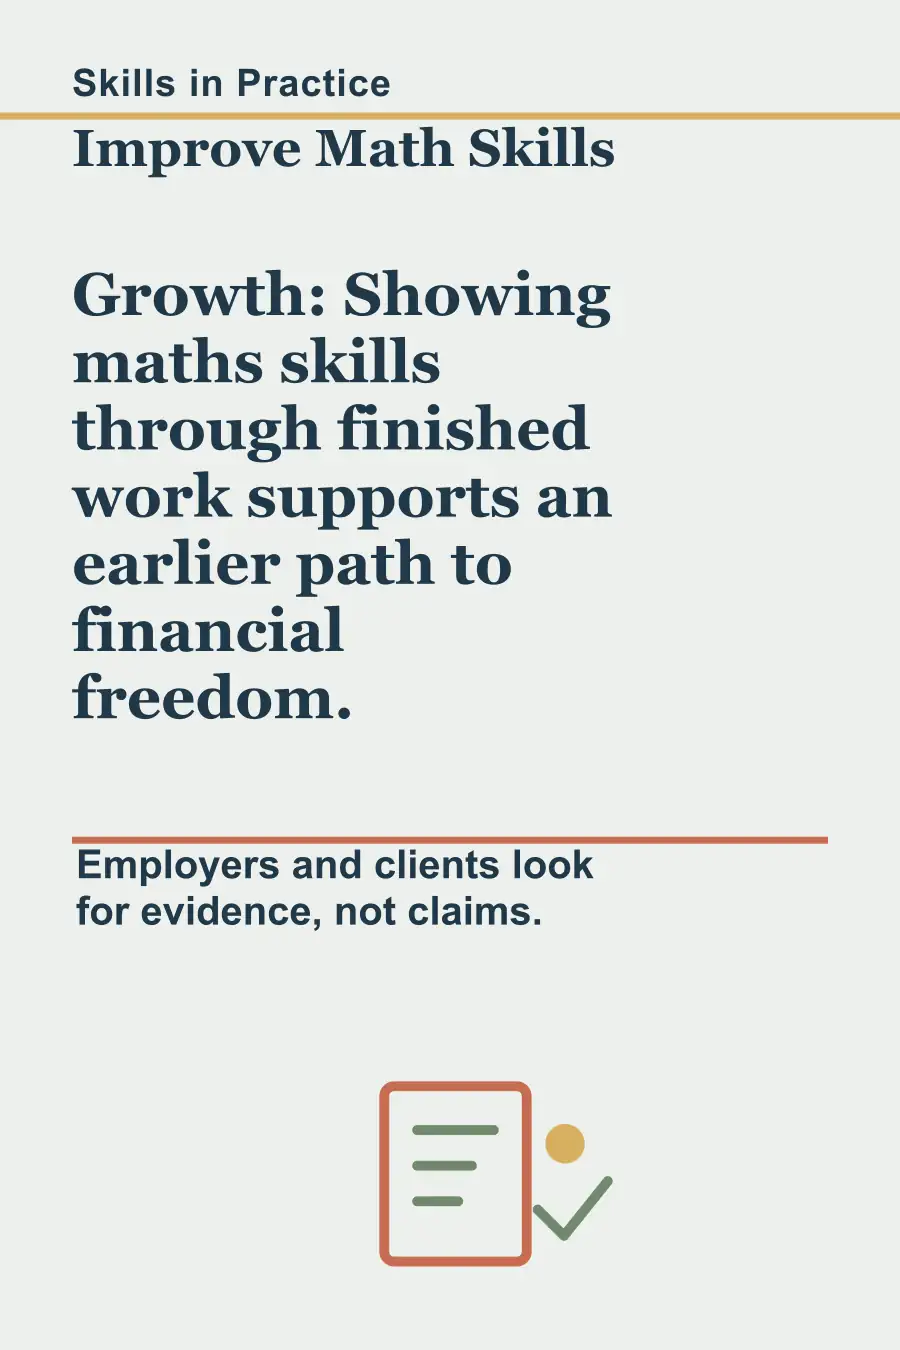 Skills in Practice
Improve Math Skills
Growth: Showing
maths skills
through finished
work supports an
earlier path to
financial
freedom.
Employers and clients look
for evidence, not claims.